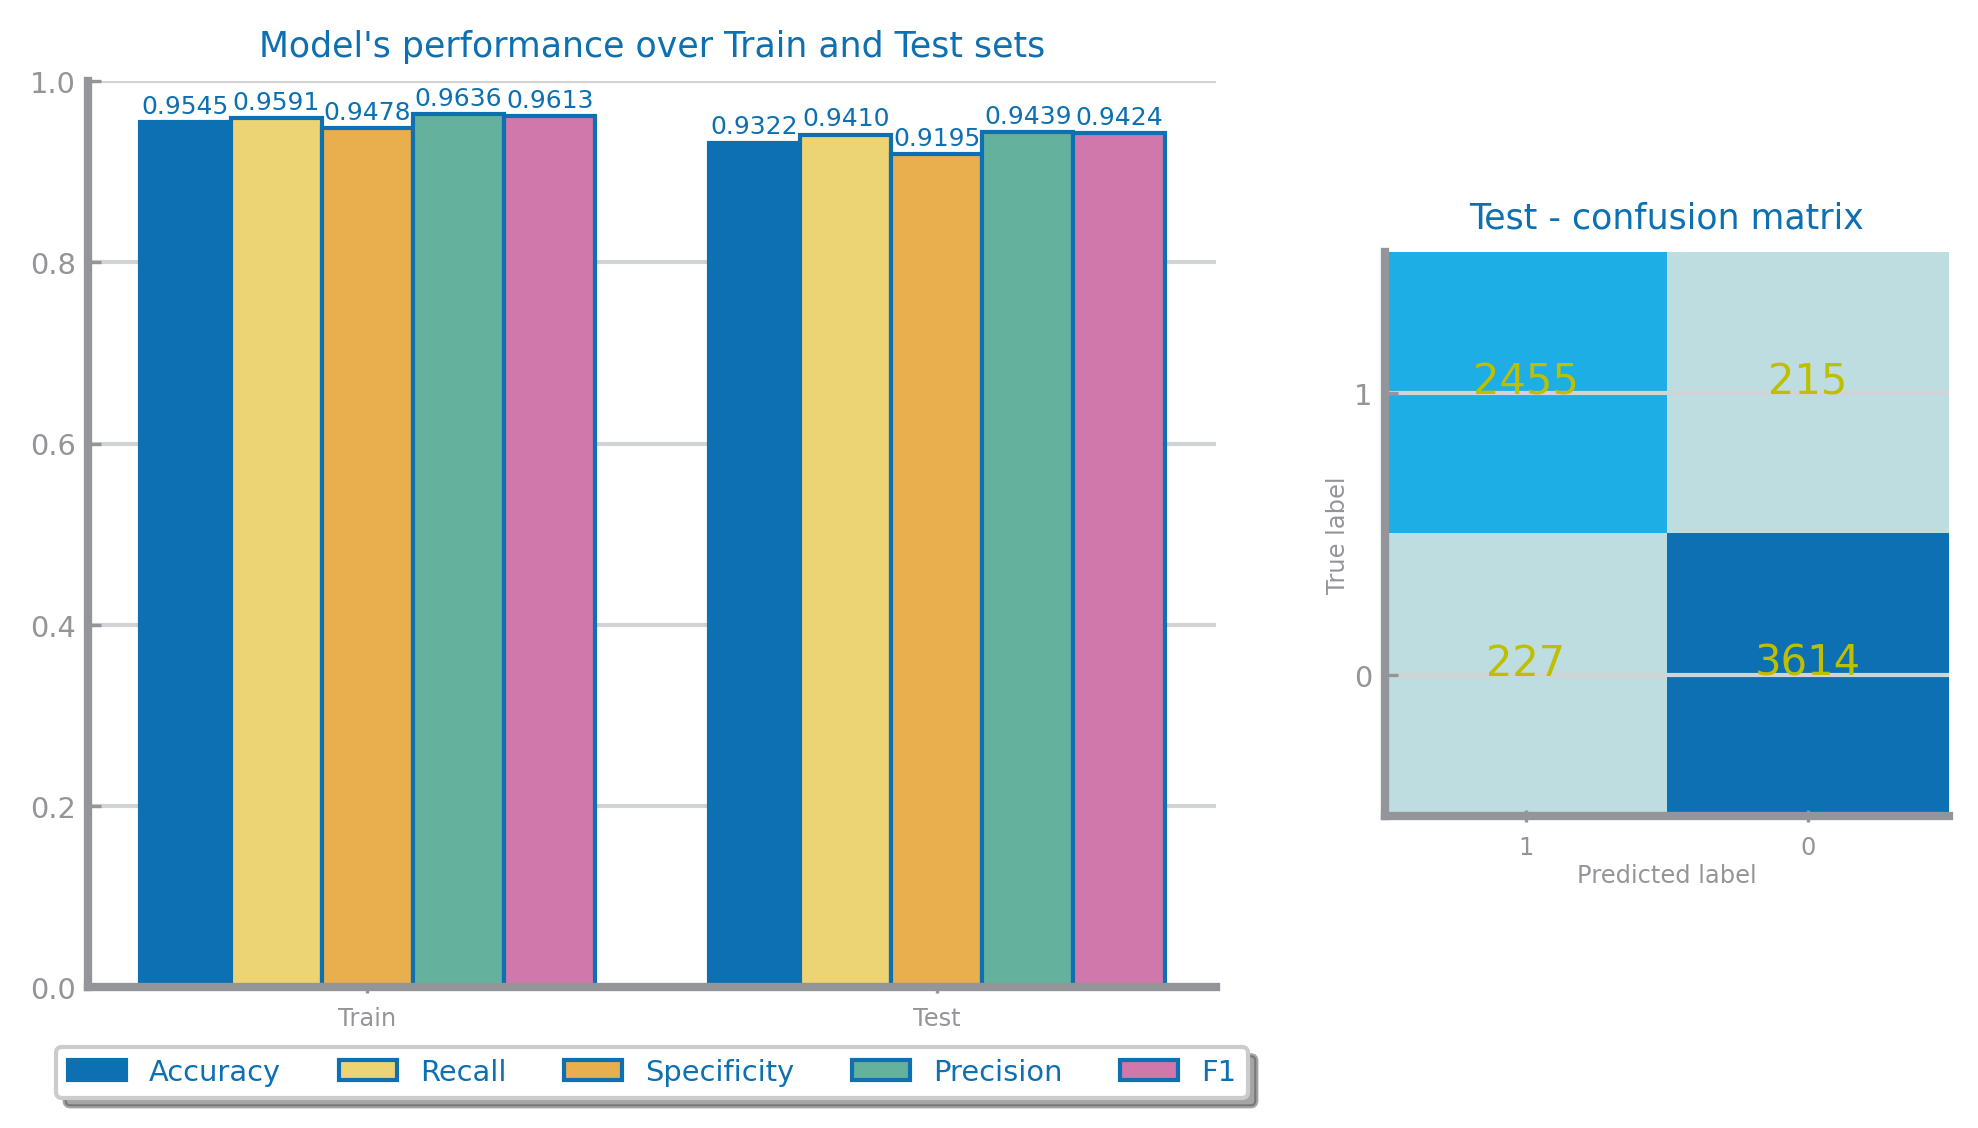 Model's performance over Train and Test sets
1.0
0.8
0.6
0.4
0.2
0.0
0.9545 0.9591 0.9478 0.9636 0.9613
0.9322 0.9410 0.9195 0.9439 0.9424
Train Test
Accuracy Recall Specificity Precision F1
Test - confusion matrix
True label
1 2455 215
0 227 3614
1 0
Predicted label